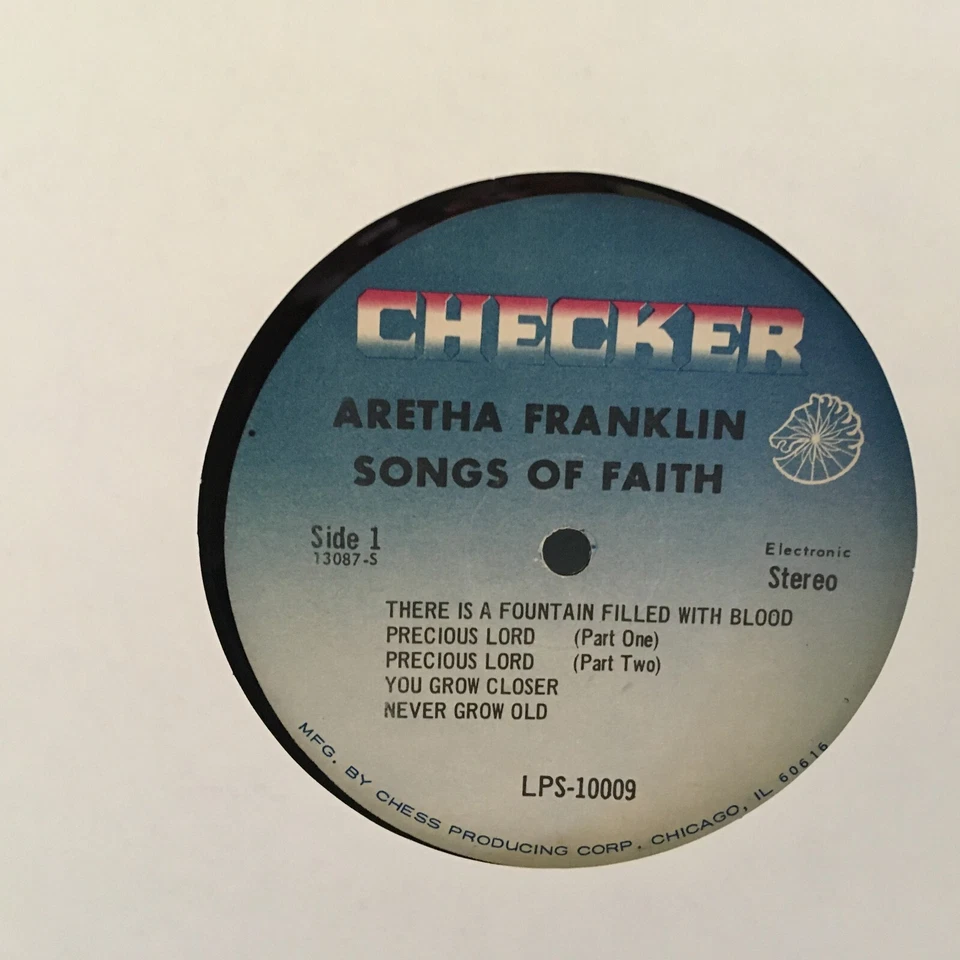 CHECKER
ARETHA FRANKLIN
SONGS OF FAITH
Side 1
13087-S
Electronic
Stereo
THERE IS A FOUNTAIN FILLED WITH BLOOD
PRECIOUS LORD (Part One)
PRECIOUS LORD (Part Two)
YOU GROW CLOSER
NEVER GROW OLD
LPS-10009
MFG. BY CHESS PRODUCING CORP. CHICAGO, IL 60616